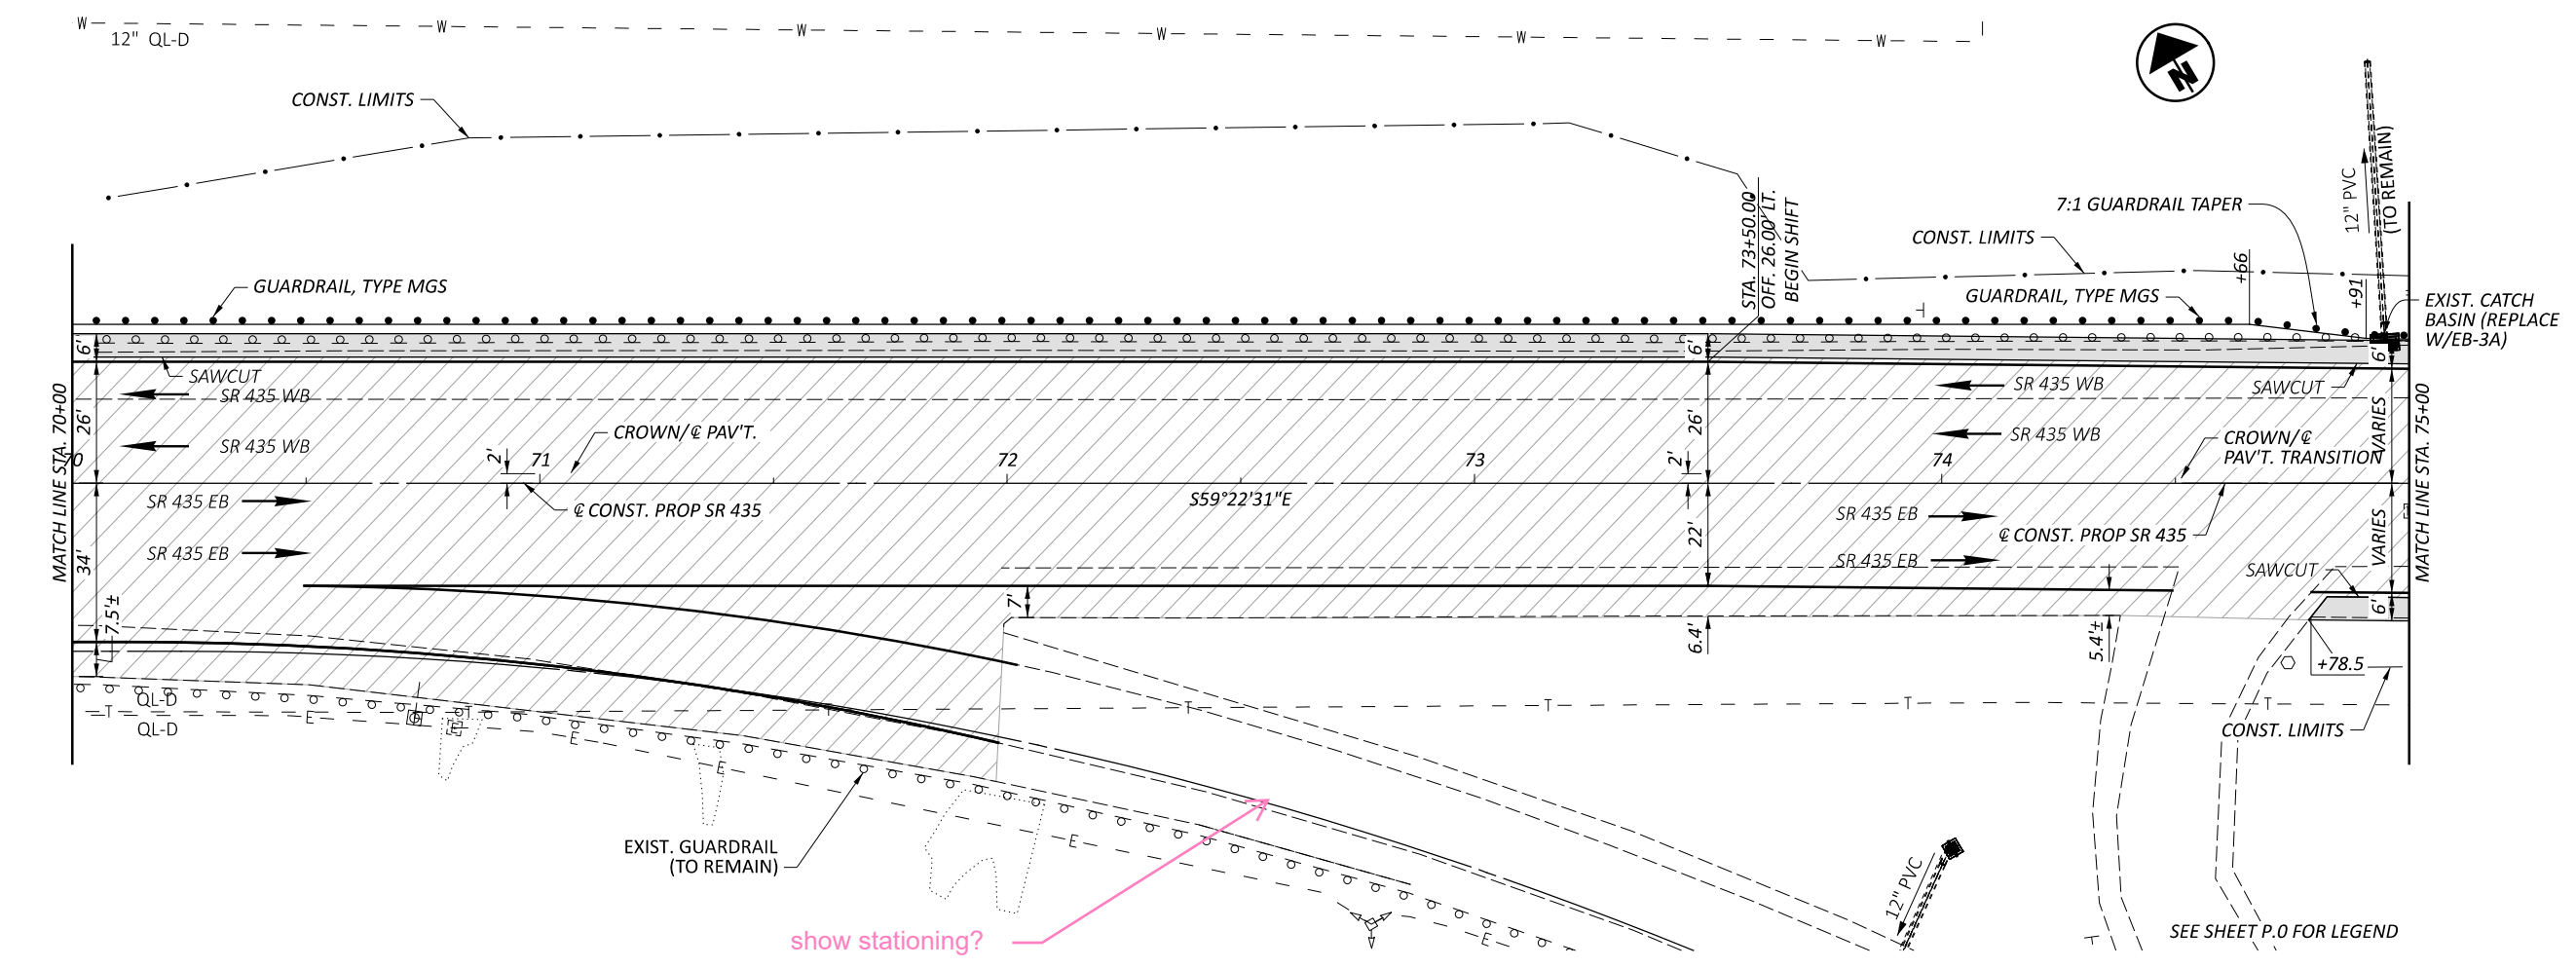 W W W W W W
12" QL-D
N
CONST. LIMITS
12" PVC
(TO REMAIN)
STA. 73+50.00
OFF. 26.00' LT.
BEGIN SHIFT
7:1 GUARDRAIL TAPER
CONST. LIMITS
+66
+91
GUARDRAIL, TYPE MGS
GUARDRAIL, TYPE MGS
EXIST. CATCH
BASIN (REPLACE
W/EB-3A)
6'
6'
6'
SAWCUT
SAWCUT
SR 435 WB
SR 435 WB
MATCH LINE STA. 70+00
26'
26'
VARIES
MATCH LINE STA. 75+00
SR 435 WB
SR 435 WB
CROWN/℄ PAV'T.
CROWN/℄
PAV'T. TRANSITION
70
2'
71
72
73
2'
74
S59°22'31"E
SR 435 EB
℄ CONST. PROP SR 435
SR 435 EB
℄ CONST. PROP SR 435
SR 435 EB
SR 435 EB
34'
22'
VARIES
SAWCUT
7.5'±
7'
6.4'
5.4'±
6'
+78.5
QL-D
T T T T T T T
QL-D
E E E E E
CONST. LIMITS
EXIST. GUARDRAIL
(TO REMAIN)
12" PVC
show stationing?
SEE SHEET P.0 FOR LEGEND